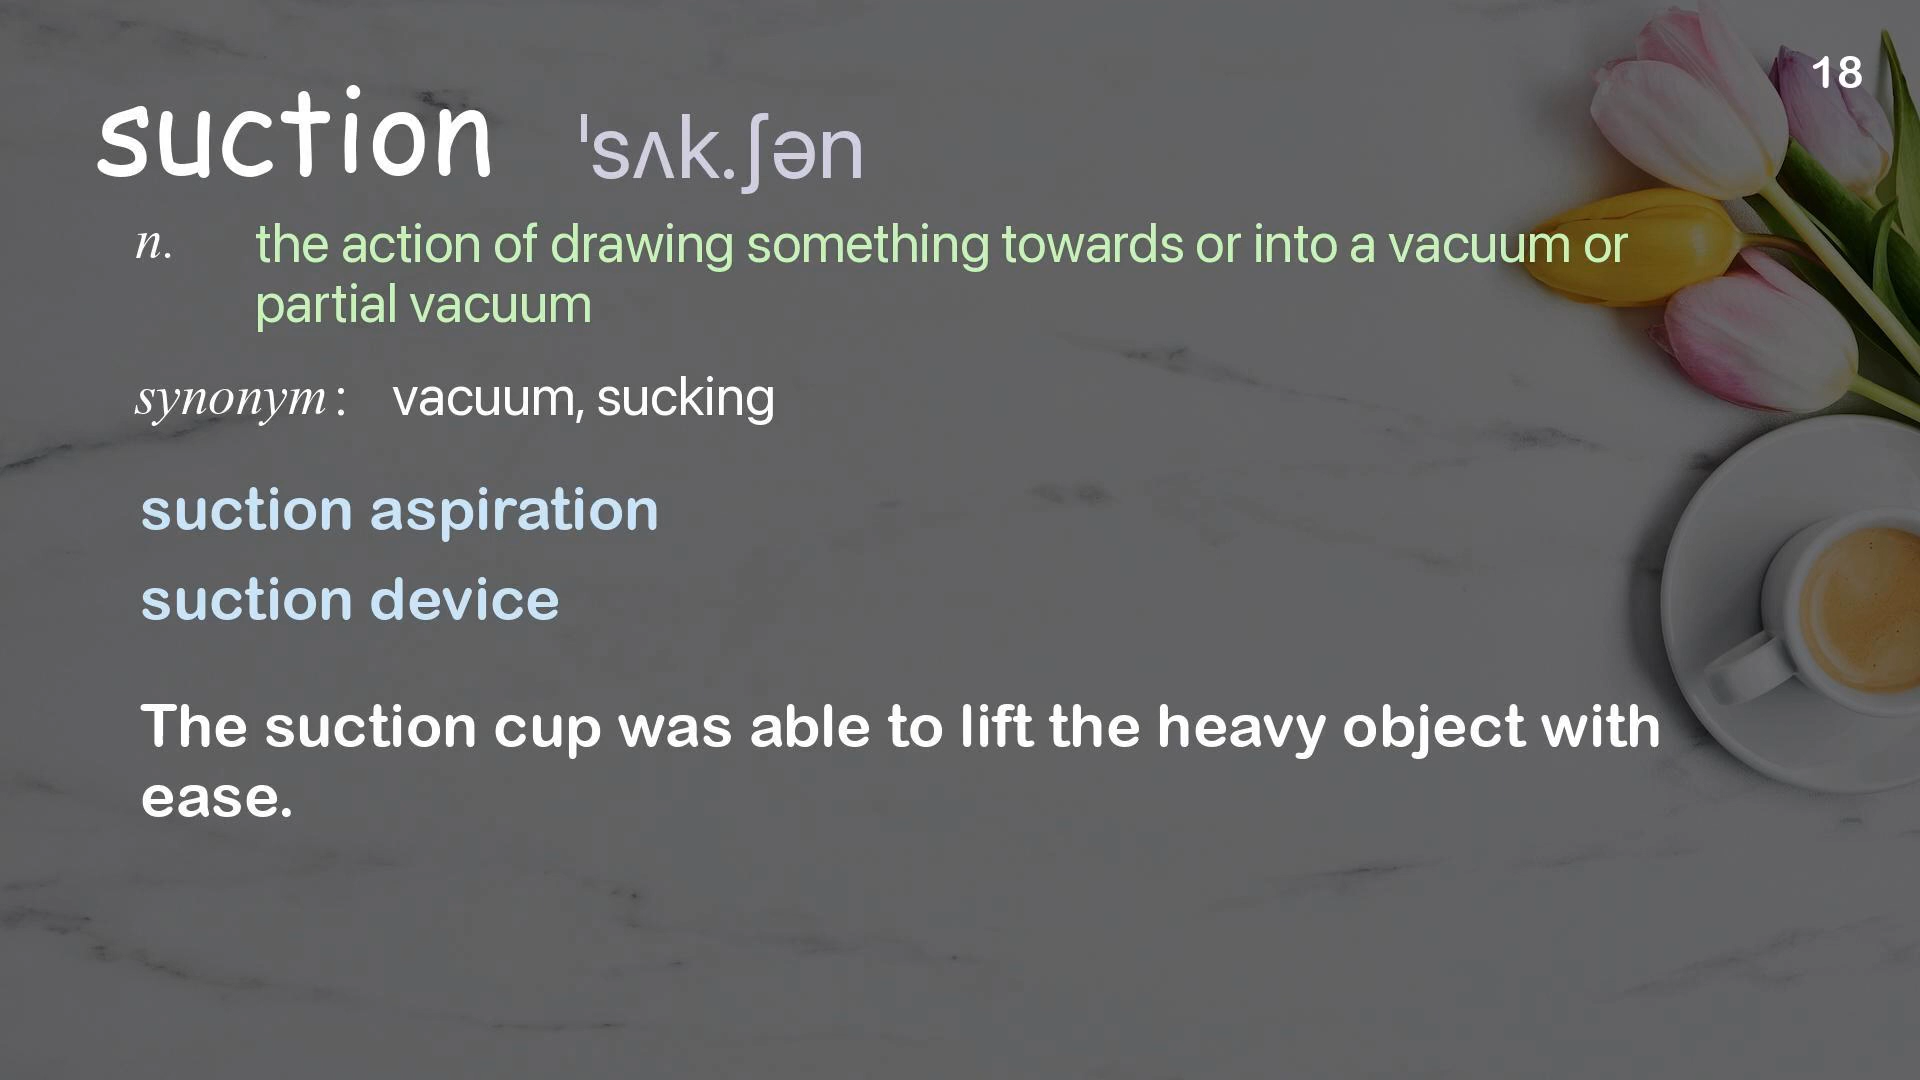 18
suction ˈsʌk.ʃən
n. the action of drawing something towards or into a vacuum or
partial vacuum
synonym: vacuum, sucking
suction aspiration
suction device
The suction cup was able to lift the heavy object with
ease.